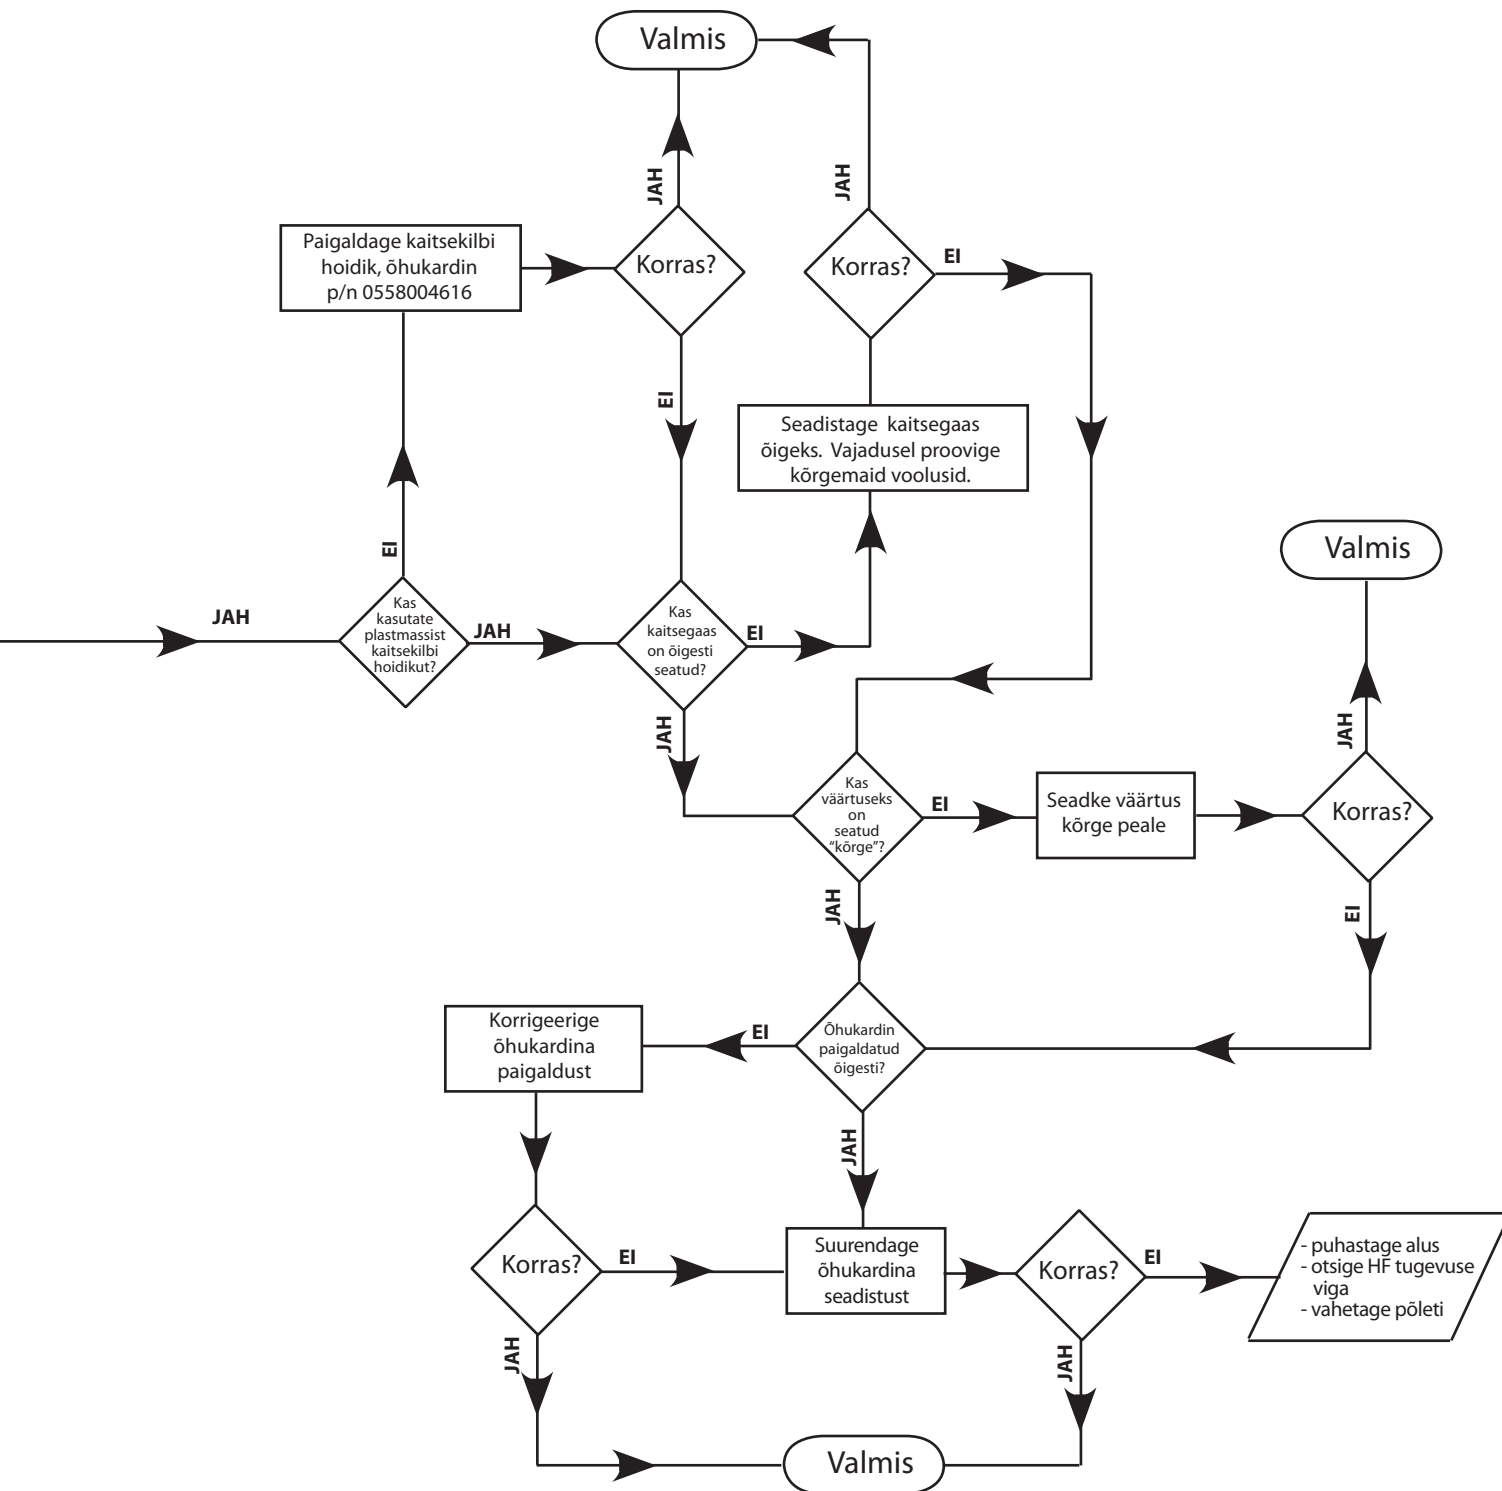 Valmis
JAH
JAH
Paigaldage kaitsekilbi
hoidik, õhukardin
p/n 0558004616
Korras?
Korras?
EI
EI
Seadistage kaitsegaas
õigeks. Vajadusel proovige
kõrgemaid voolusid.
EI
Valmis
JAH
Kas
kasutate
plastmassist
kaitsekilbi
hoidikut?
JAH
Kas
kaitsegaas
on õigesti
seatud?
EI
JAH
JAH
Kas
väärtuseks
on
seatud
“kõrge”?
EI
Seadke väärtus
kõrge peale
Korras?
JAH
EI
Korrigeerige
õhukardina
paigaldust
EI
Õhukardin
paigaldatud
õigesti?
JAH
Korras?
EI
Suurendage
õhukardina
seadistust
Korras?
EI
- puhastage alus
- otsige HF tugevuse
viga
- vahetage põleti
JAH
JAH
Valmis